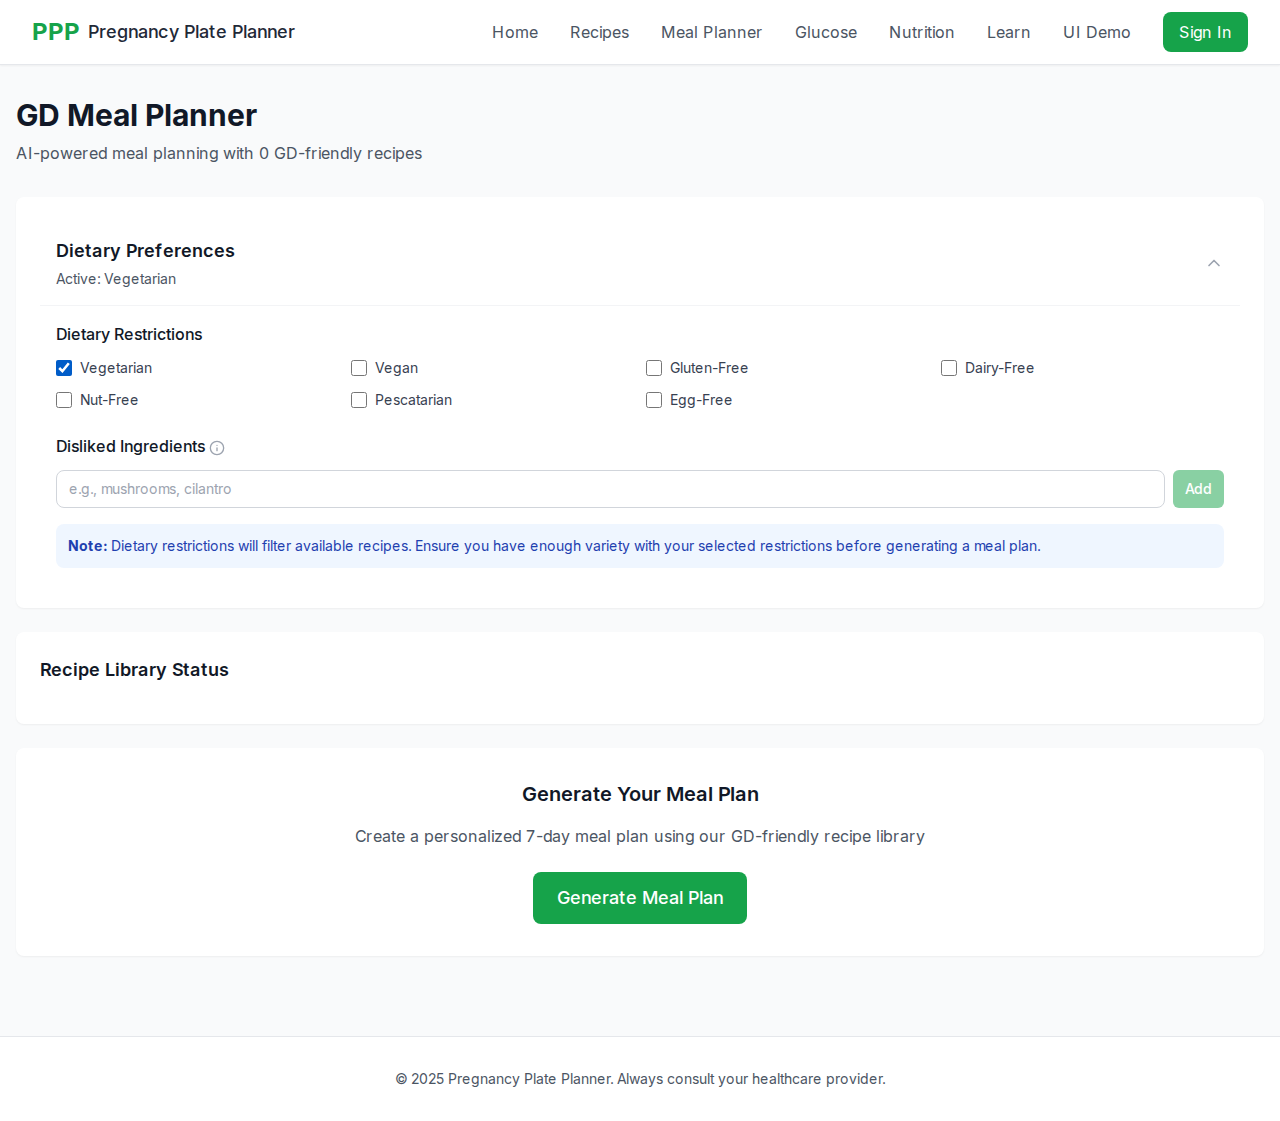 PPP Pregnancy Plate Planner
Home Recipes Meal Planner Glucose Nutrition Learn UI Demo Sign In
GD Meal Planner
AI-powered meal planning with 0 GD-friendly recipes
Dietary Preferences
Active: Vegetarian
Dietary Restrictions
Vegetarian Vegan Gluten-Free Dairy-Free
Nut-Free Pescatarian Egg-Free
Disliked Ingredients
e.g., mushrooms, cilantro Add
Note: Dietary restrictions will filter available recipes. Ensure you have enough variety with your selected restrictions before generating a meal plan.
Recipe Library Status
Generate Your Meal Plan
Create a personalized 7-day meal plan using our GD-friendly recipe library
Generate Meal Plan
© 2025 Pregnancy Plate Planner. Always consult your healthcare provider.